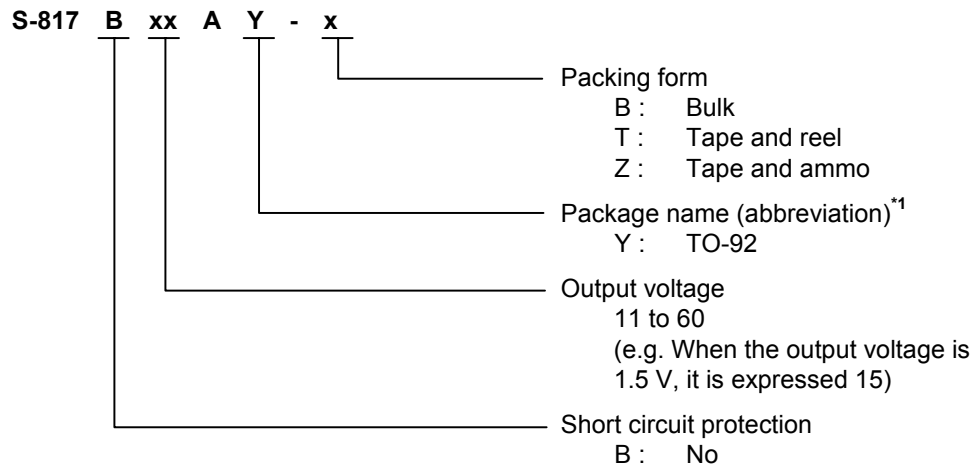 S-817 B xx A Y - x
Packing form
B : Bulk
T : Tape and reel
Z : Tape and ammo
Package name (abbreviation)*1
Y : TO-92
Output voltage
11 to 60
(e.g. When the output voltage is
1.5 V, it is expressed 15)
Short circuit protection
B : No